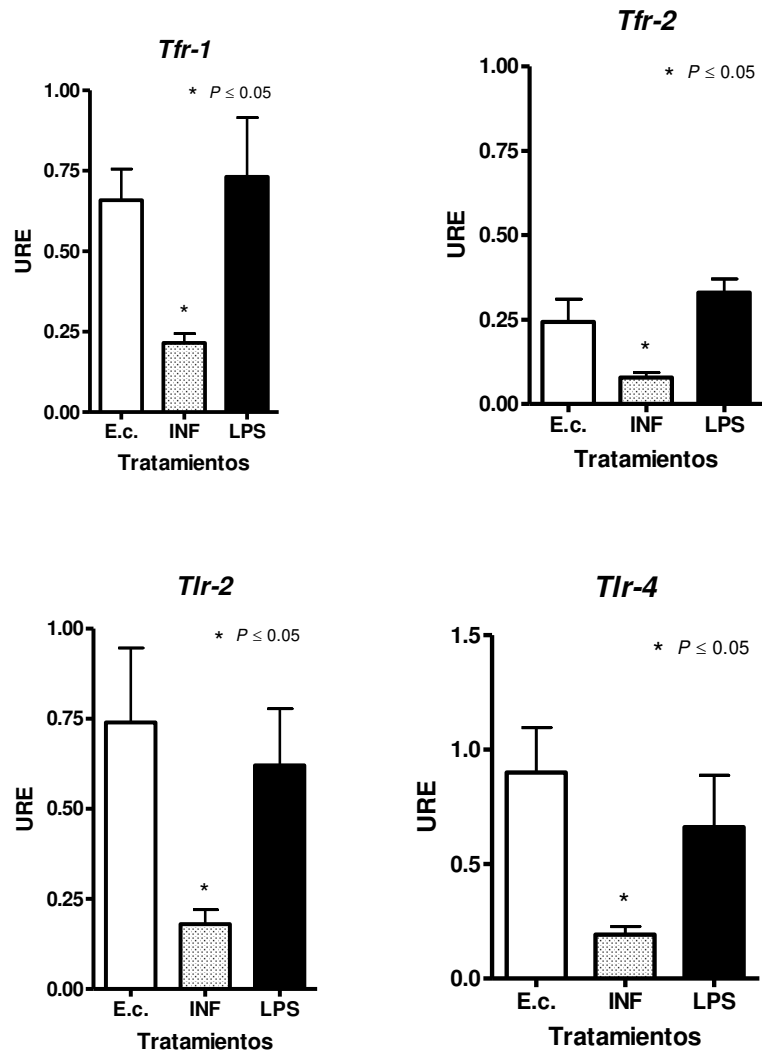 Tfr-1
* P ≤ 0.05
1.00
0.75
0.50
0.25
0.00
URE
*
E.c. INF LPS
Tratamientos
Tfr-2
* P ≤ 0.05
1.00
0.75
0.50
0.25
0.00
URE
*
E.c. INF LPS
Tratamientos
Tlr-2
* P ≤ 0.05
1.00
0.75
0.50
0.25
0.00
URE
*
E.c. INF LPS
Tratamientos
Tlr-4
* P ≤ 0.05
1.5
1.0
0.5
0.0
URE
*
E.c. INF LPS
Tratamientos